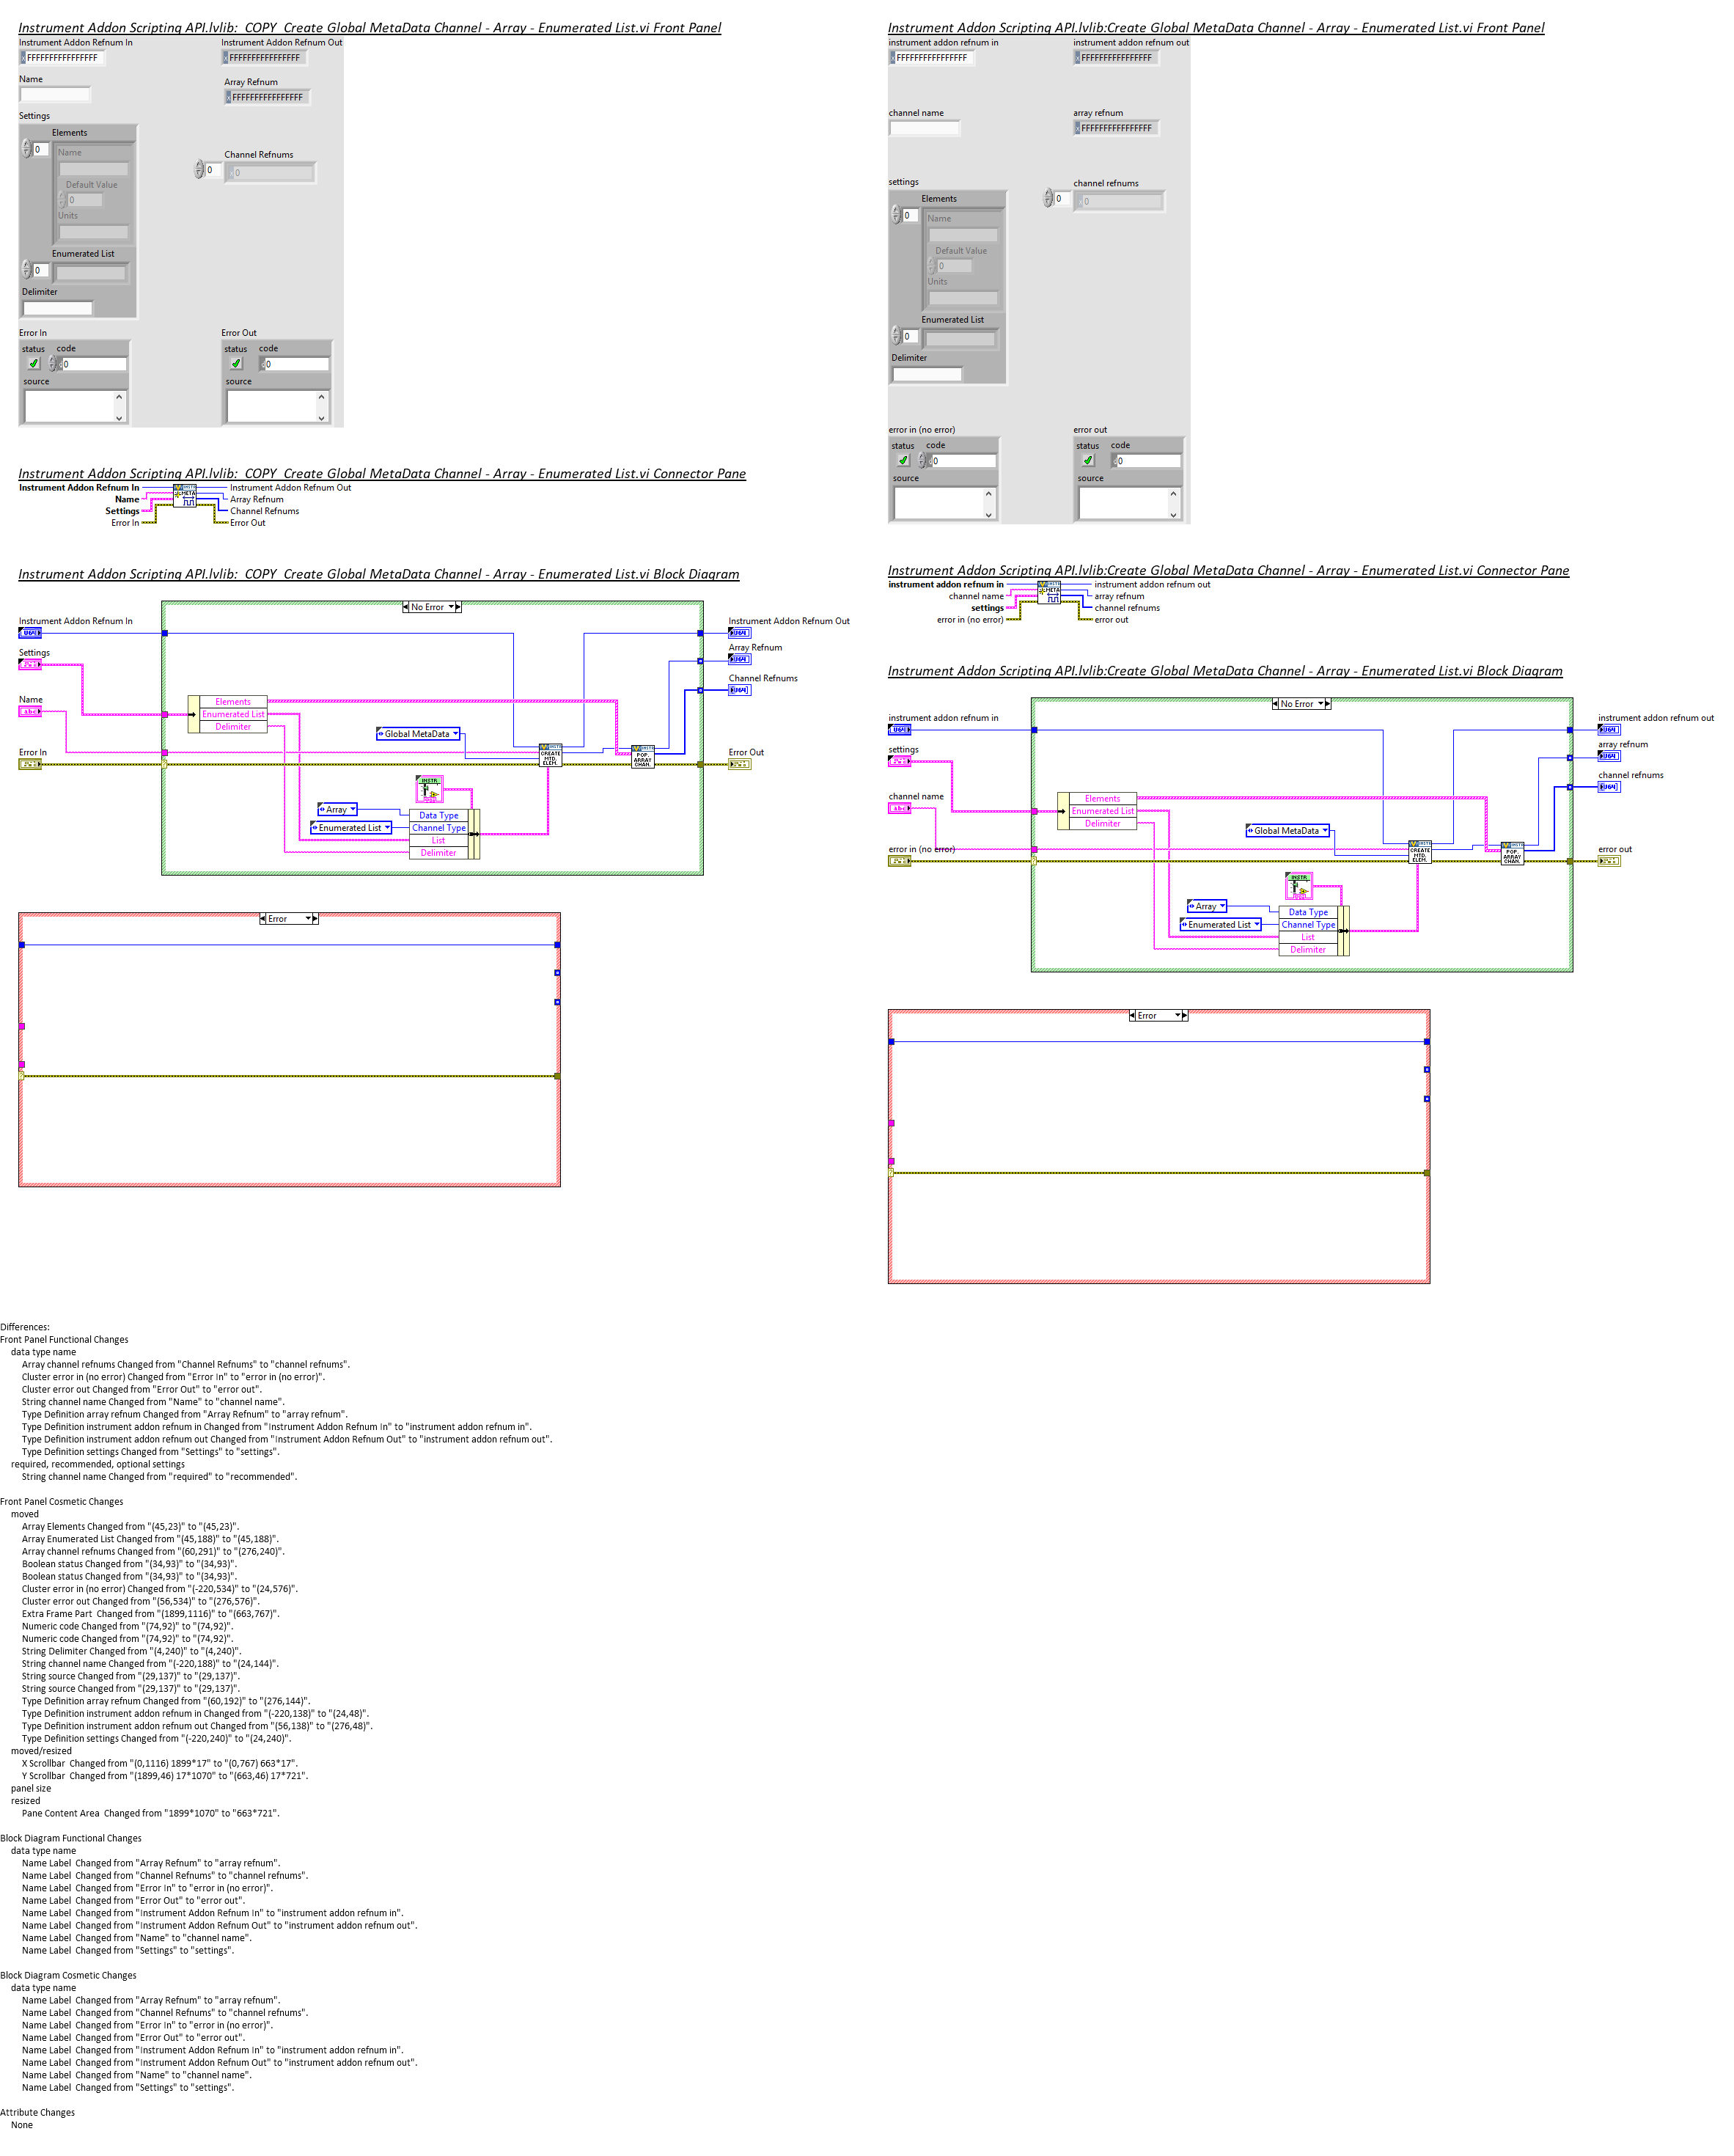 Instrument Addon Scripting API.lvlib:  COPY  Create Global MetaData Channel - Array - Enumerated List.vi Front Panel
Instrument Addon Refnum In
Instrument Addon Refnum Out
x FFFFFFFFFFFFFFFF
x FFFFFFFFFFFFFFFF
Name
Array Refnum
x FFFFFFFFFFFFFFFF
Settings
Elements
0
Name
Channel Refnums
0
x 0
Default Value
0
Units
Enumerated List
0
Delimiter
Error In
Error Out
status code
status code
d0
d0
source
source
Instrument Addon Scripting API.lvlib:  COPY  Create Global MetaData Channel - Array - Enumerated List.vi Connector Pane
Instrument Addon Refnum In
Instrument Addon Refnum Out
Name
Array Refnum
Settings
Channel Refnums
Error In
Error Out
INSTR
META
Instrument Addon Scripting API.lvlib:  COPY  Create Global MetaData Channel - Array - Enumerated List.vi Block Diagram
No Error
Instrument Addon Refnum In
Instrument Addon Refnum Out
U64
U64
Settings
Array Refnum
U64
Channel Refnums
U64
Name
abc
Elements
Enumerated List
Delimiter
Global MetaData
Error In
Error Out
INSTR
CREATE
MTD.
ELEM.
INSTR
POP.
ARRAY
CHAN.
INSTR
Array
Data Type
Enumerated List
Channel Type
List
Delimiter
Error
Instrument Addon Scripting API.lvlib:Create Global MetaData Channel - Array - Enumerated List.vi Front Panel
instrument addon refnum in
instrument addon refnum out
x FFFFFFFFFFFFFFFF
x FFFFFFFFFFFFFFFF
channel name
array refnum
x FFFFFFFFFFFFFFFF
settings
channel refnums
Elements
0
x 0
0
Name
Default Value
0
Units
Enumerated List
0
Delimiter
error in (no error)
error out
status code
status code
d0
d0
source
source
Instrument Addon Scripting API.lvlib:Create Global MetaData Channel - Array - Enumerated List.vi Connector Pane
instrument addon refnum in
instrument addon refnum out
channel name
array refnum
settings
channel refnums
error in (no error)
error out
INSTR
META
Instrument Addon Scripting API.lvlib:Create Global MetaData Channel - Array - Enumerated List.vi Block Diagram
No Error
instrument addon refnum in
instrument addon refnum out
U64
U64
settings
array refnum
U64
channel refnums
U64
channel name
abc
Elements
Enumerated List
Delimiter
Global MetaData
error in (no error)
error out
INSTR
CREATE
MTD.
ELEM.
INSTR
POP.
ARRAY
CHAN.
INSTR
Array
Data Type
Enumerated List
Channel Type
List
Delimiter
Error
Differences:
Front Panel Functional Changes
data type name
Array channel refnums Changed from "Channel Refnums" to "channel refnums".
Cluster error in (no error) Changed from "Error In" to "error in (no error)".
Cluster error out Changed from "Error Out" to "error out".
String channel name Changed from "Name" to "channel name".
Type Definition array refnum Changed from "Array Refnum" to "array refnum".
Type Definition instrument addon refnum in Changed from "Instrument Addon Refnum In" to "instrument addon refnum in".
Type Definition instrument addon refnum out Changed from "Instrument Addon Refnum Out" to "instrument addon refnum out".
Type Definition settings Changed from "Settings" to "settings".
required, recommended, optional settings
String channel name Changed from "required" to "recommended".
Front Panel Cosmetic Changes
moved
Array Elements Changed from "(45,23)" to "(45,23)".
Array Enumerated List Changed from "(45,188)" to "(45,188)".
Array channel refnums Changed from "(60,291)" to "(276,240)".
Boolean status Changed from "(34,93)" to "(34,93)".
Boolean status Changed from "(34,93)" to "(34,93)".
Cluster error in (no error) Changed from "(-220,534)" to "(24,576)".
Cluster error out Changed from "(56,534)" to "(276,576)".
Extra Frame Part  Changed from "(1899,1116)" to "(663,767)".
Numeric code Changed from "(74,92)" to "(74,92)".
Numeric code Changed from "(74,92)" to "(74,92)".
String Delimiter Changed from "(4,240)" to "(4,240)".
String channel name Changed from "(-220,188)" to "(24,144)".
String source Changed from "(29,137)" to "(29,137)".
String source Changed from "(29,137)" to "(29,137)".
Type Definition array refnum Changed from "(60,192)" to "(276,144)".
Type Definition instrument addon refnum in Changed from "(-220,138)" to "(24,48)".
Type Definition instrument addon refnum out Changed from "(56,138)" to "(276,48)".
Type Definition settings Changed from "(-220,240)" to "(24,240)".
moved/resized
X Scrollbar  Changed from "(0,1116) 1899*17" to "(0,767) 663*17".
Y Scrollbar  Changed from "(1899,46) 17*1070" to "(663,46) 17*721".
panel size
resized
Pane Content Area  Changed from "1899*1070" to "663*721".
Block Diagram Functional Changes
data type name
Name Label  Changed from "Array Refnum" to "array refnum".
Name Label  Changed from "Channel Refnums" to "channel refnums".
Name Label  Changed from "Error In" to "error in (no error)".
Name Label  Changed from "Error Out" to "error out".
Name Label  Changed from "Instrument Addon Refnum In" to "instrument addon refnum in".
Name Label  Changed from "Instrument Addon Refnum Out" to "instrument addon refnum out".
Name Label  Changed from "Name" to "channel name".
Name Label  Changed from "Settings" to "settings".
Block Diagram Cosmetic Changes
data type name
Name Label  Changed from "Array Refnum" to "array refnum".
Name Label  Changed from "Channel Refnums" to "channel refnums".
Name Label  Changed from "Error In" to "error in (no error)".
Name Label  Changed from "Error Out" to "error out".
Name Label  Changed from "Instrument Addon Refnum In" to "instrument addon refnum in".
Name Label  Changed from "Instrument Addon Refnum Out" to "instrument addon refnum out".
Name Label  Changed from "Name" to "channel name".
Name Label  Changed from "Settings" to "settings".
Attribute Changes
None